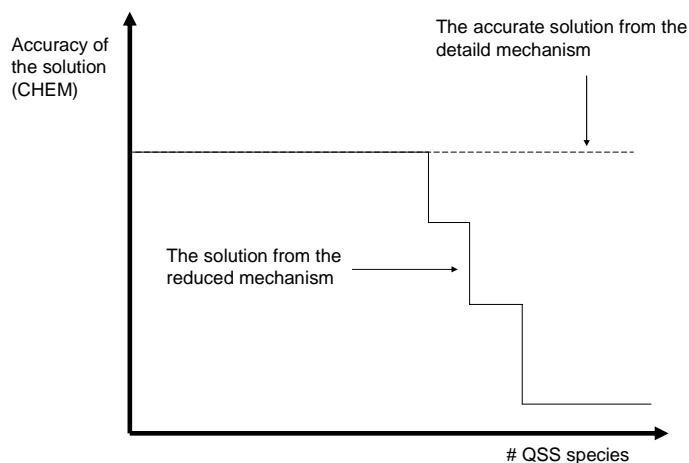 Accuracy of
the solution
(CHEM)
The accurate solution from the
detaild mechanism
The solution from the
reduced mechanism
# QSS species